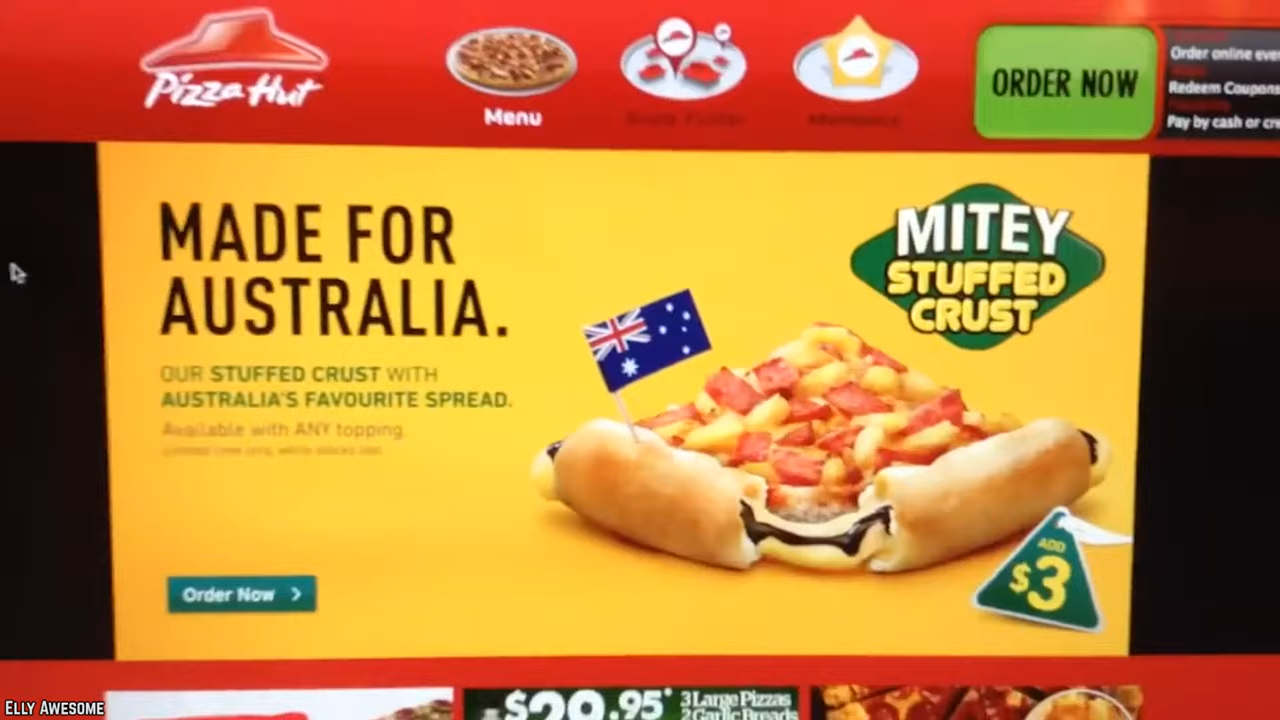 Pizza Hut
Menu
ORDER NOW
Order online eve
Redeem Coupons
Pay by cash or cre
MADE FOR
AUSTRALIA.
OUR STUFFED CRUST WITH
AUSTRALIA'S FAVOURITE SPREAD.
Available with ANY topping.
MITEY
STUFFED
CRUST
ADD
$3
Order Now
$29.95*
3 Large Pizzas
2 Garlic Breads
ELLY AWESOME